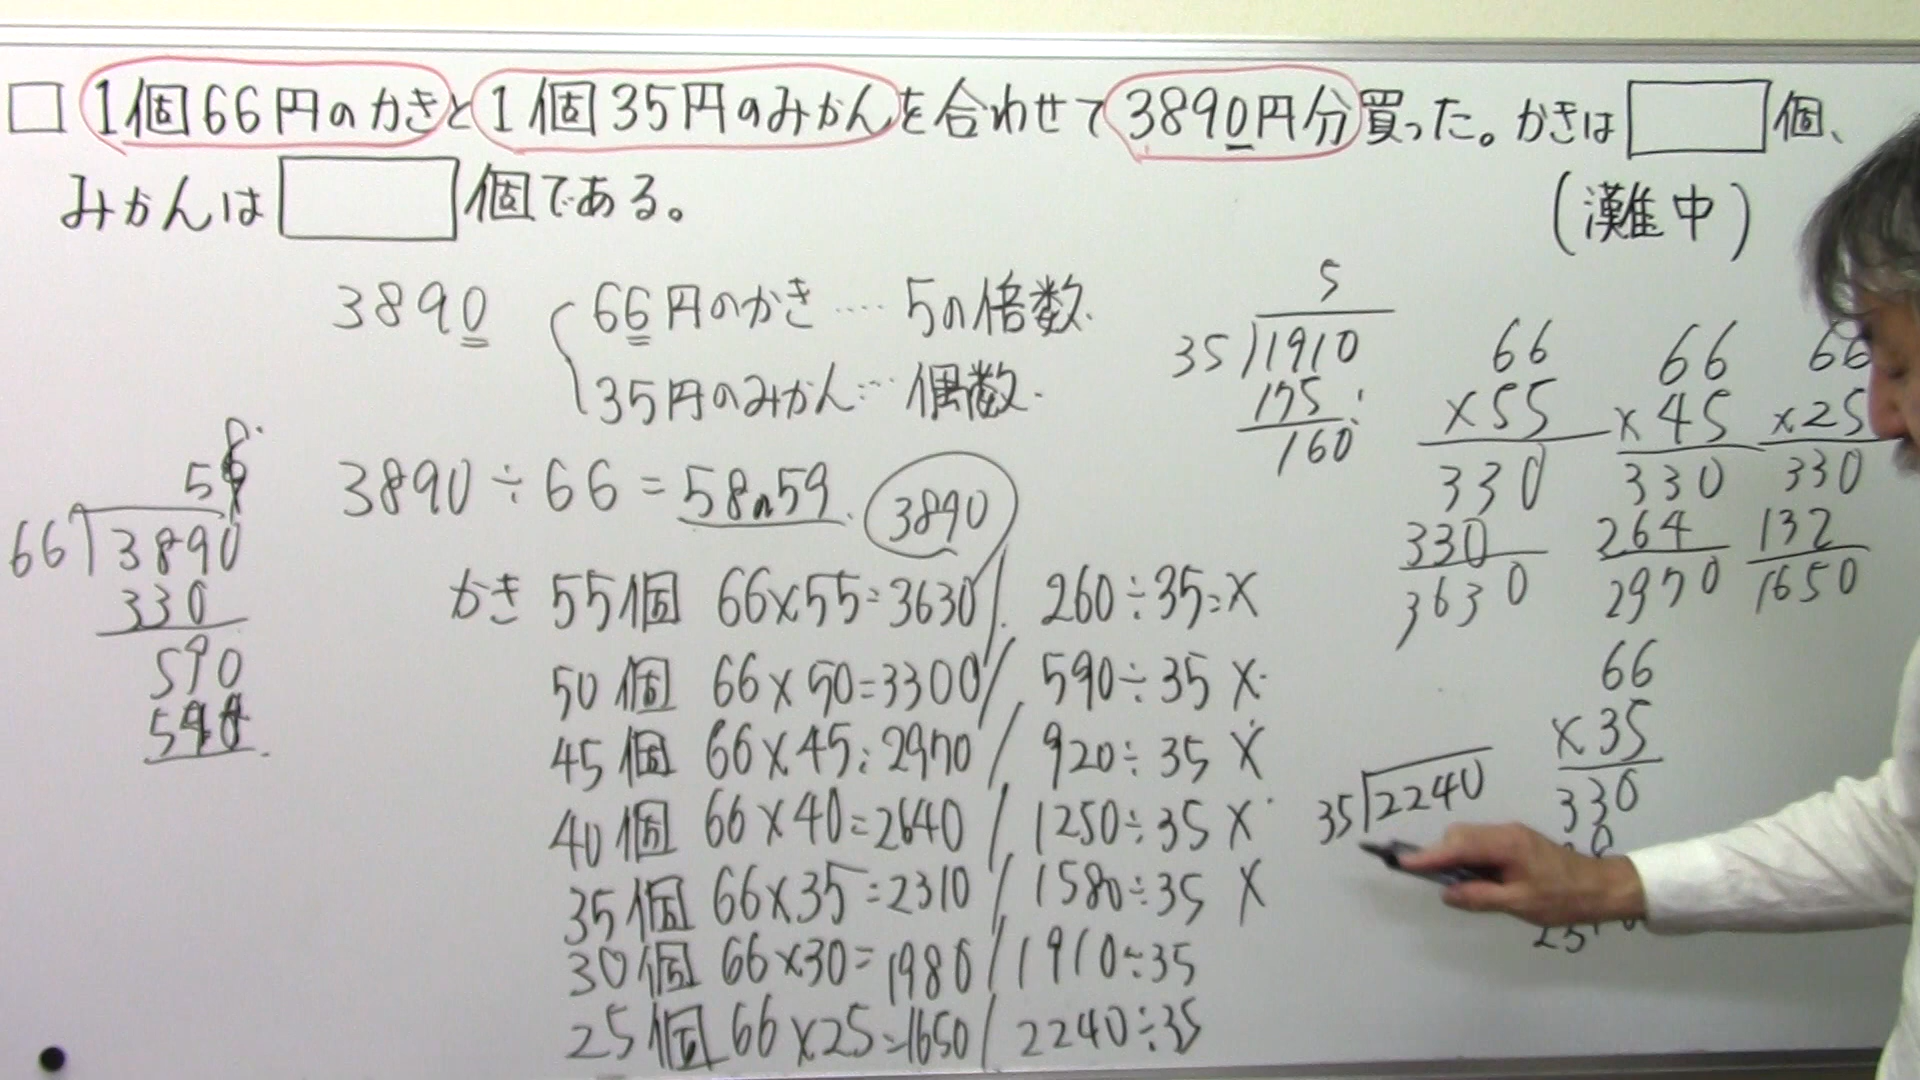 □ 1個66円のかきと1個35円のみかんを合わせて3890円分買った。かきは□個、
みかんは□個である。
(灘中)
3890
66円のかき…5の倍数.
35円のみかん…偶数.
3890÷66=58か59.
3890
66
3890
330
590
かき 55個 66×55=3630 / 260÷35=×
50個 66×50=3300 / 590÷35 ×
45個 66×45=2970 / 920÷35 ×
40個 66×40=2640 / 1250÷35 ×
35個 66×35=2310 / 1580÷35 ×
30個 66×30=1980 / 1910÷35
25個 66×25=1650 / 2240÷35
5
35 1910
175
160
66
×55
330
330
3630
66
×45
330
264
2970
66
×25
330
132
1650
66
×35
330
35 2240